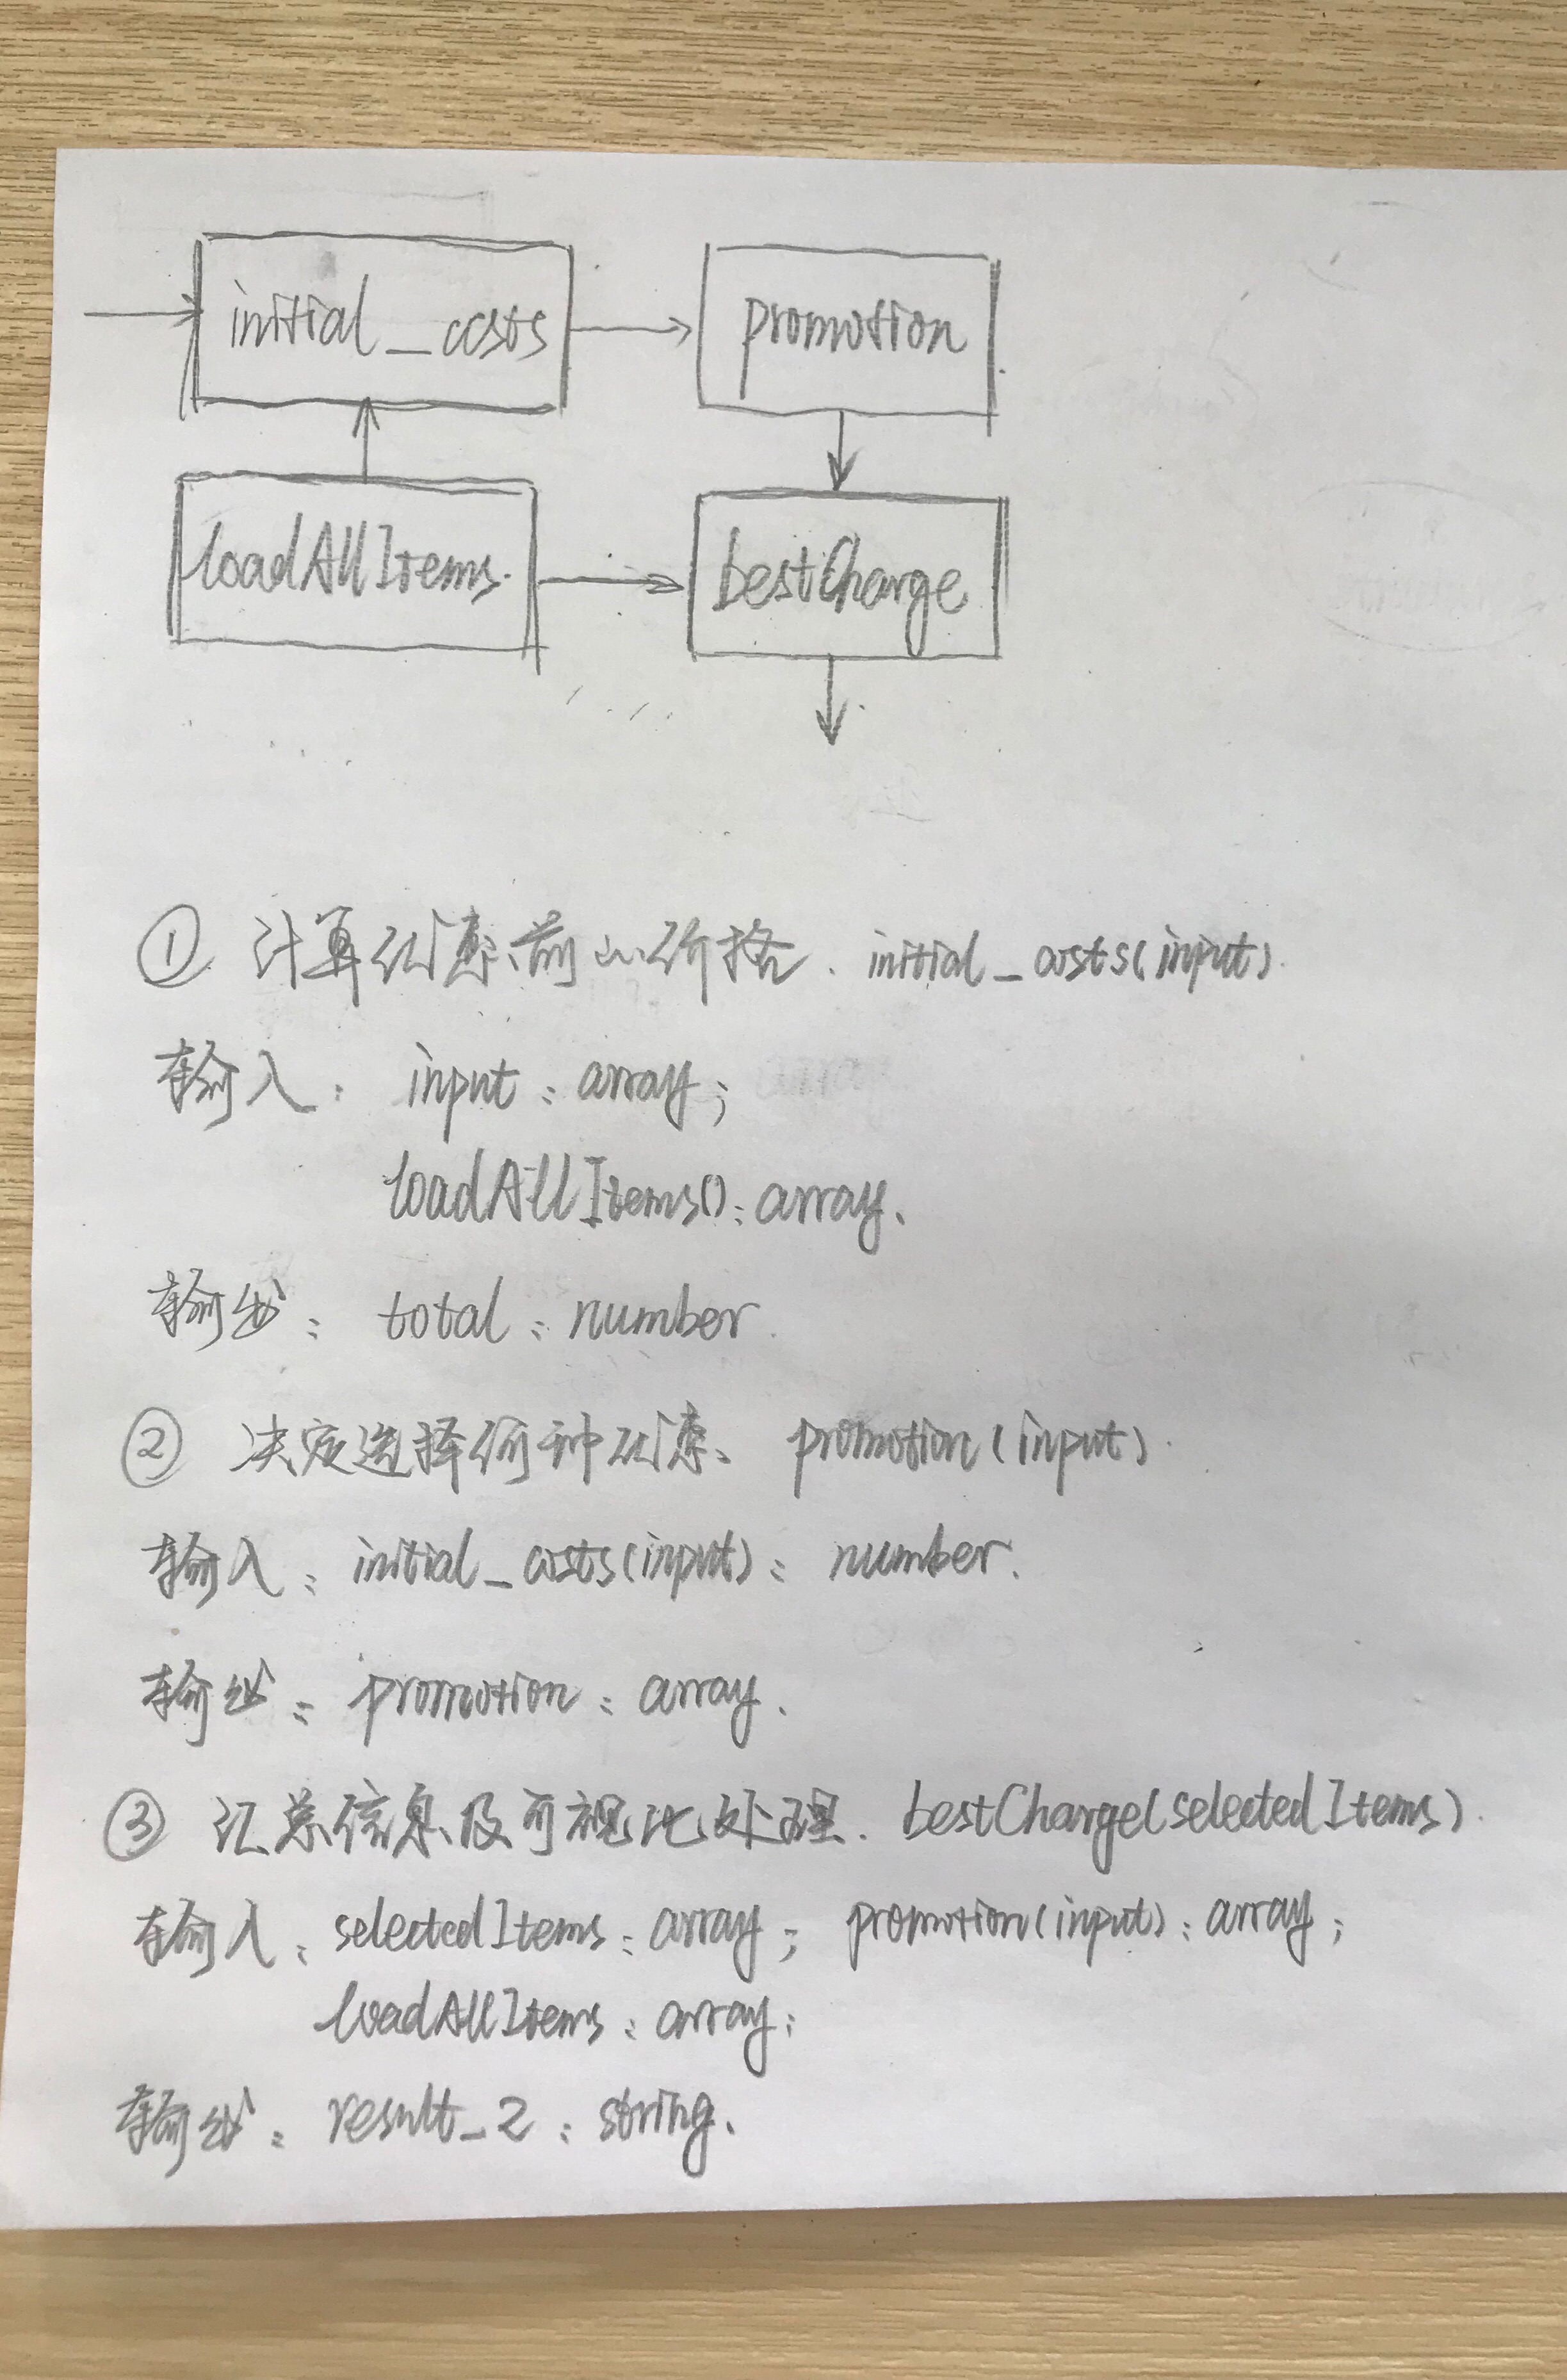 initial_costs
promotion
loadAllItems.
bestCharge
① 计算优惠前的价格. initial_costs(input).
输入: input: array;
loadAllItems(): array.
输出: total: number.
② 决定选择何种优惠. promotion(input).
输入: initial_costs(input): number.
输出: promotion: array.
③ 汇总信息及可视化处理. bestCharge(selectedItems).
输入: selectedItems: array; promotion(input): array;
loadAllItems: array;
输出: result_2: string.